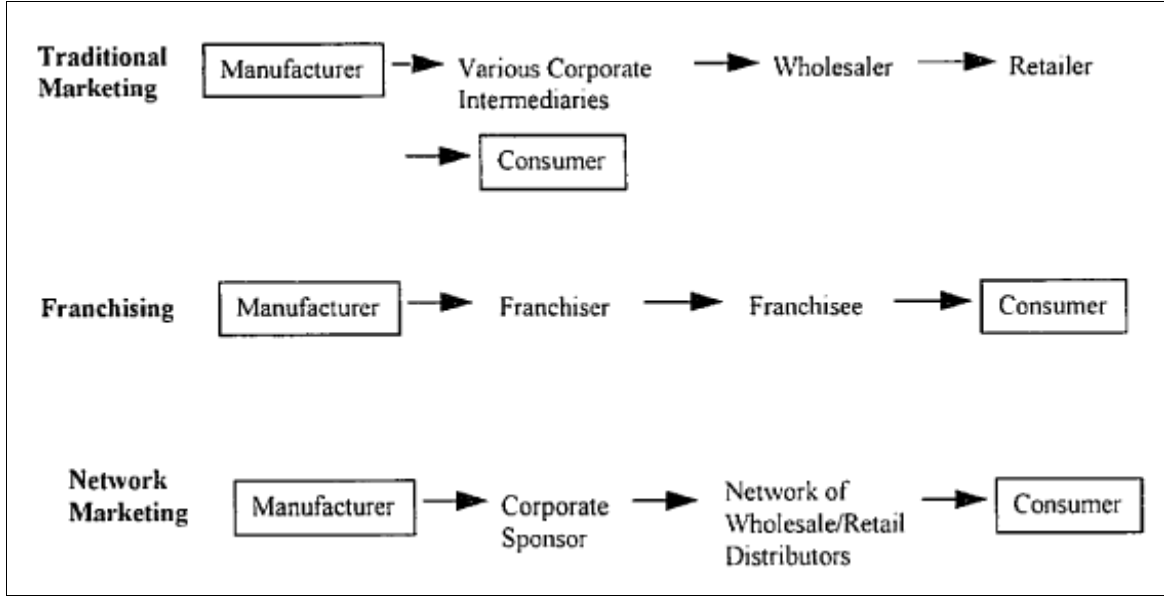 Traditional
Marketing
Manufacturer
Various Corporate
Intermediaries
Wholesaler
Retailer
Consumer
Franchising
Manufacturer
Franchiser
Franchisee
Consumer
Network
Marketing
Manufacturer
Corporate
Sponsor
Network of
Wholesale/Retail
Distributors
Consumer